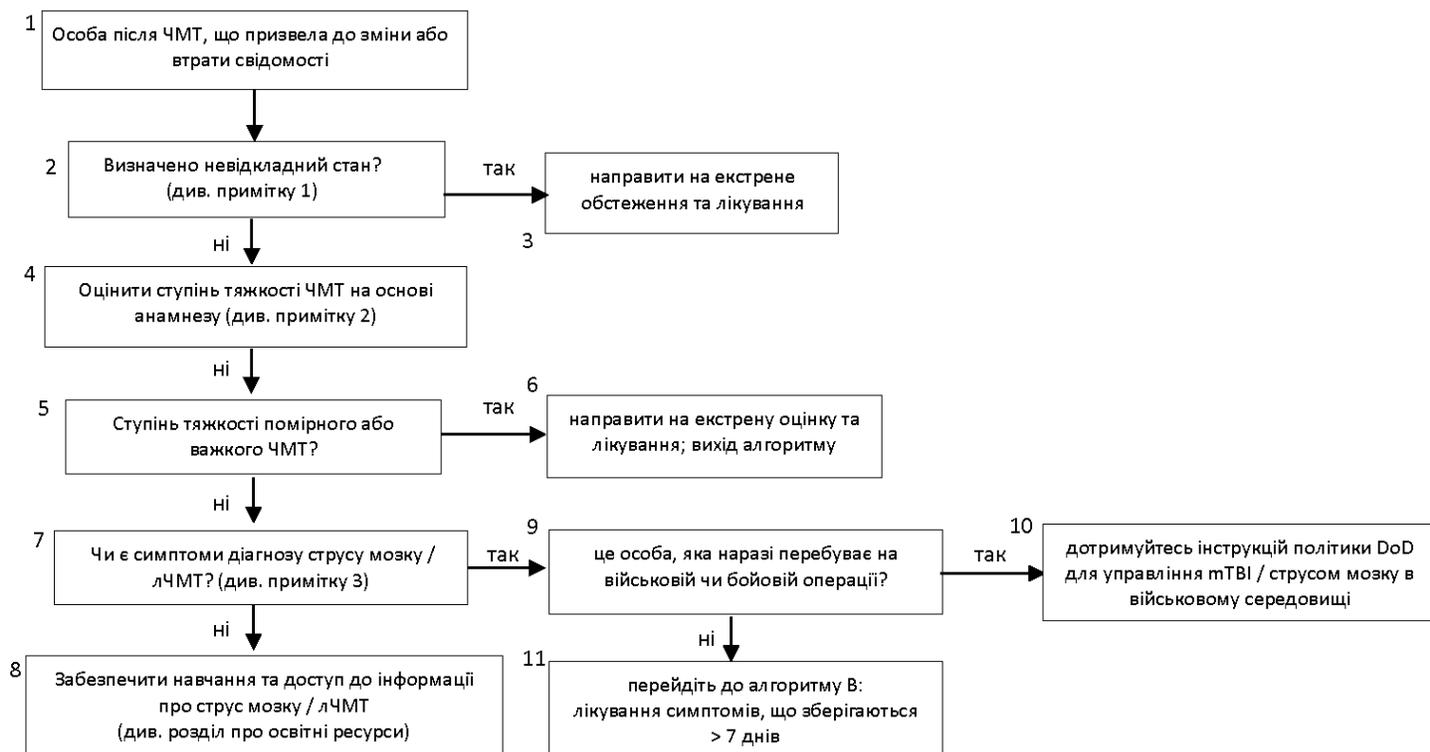 1
Особа після ЧМТ, що призвела до зміни або
втрати свідомості
2
Визначено невідкладний стан?
(див. примітку 1)
так
направити на екстрене
обстеження та лікування
3
ні
4
Оцінити ступінь тяжкості ЧМТ на основі
анамнезу (див. примітку 2)
ні
5
Ступінь тяжкості помірного або
важкого ЧМТ?
так
6
направити на екстрену оцінку та
лікування; вихід алгоритму
ні
7
Чи є симптоми діагнозу струсу мозку /
лЧМТ? (див. примітку 3)
так
9
це особа, яка наразі перебуває на
військовій чи бойовій операції?
так
10
дотримуйтесь інструкцій політики DoD
для управління mTBI / струсом мозку в
військовому середовищі
ні
8
Забезпечити навчання та доступ до інформації
про струс мозку / лЧМТ
(див. розділ про освітні ресурси)
ні
11
перейдіть до алгоритму В:
лікування симптомів, що зберігаються
> 7 днів